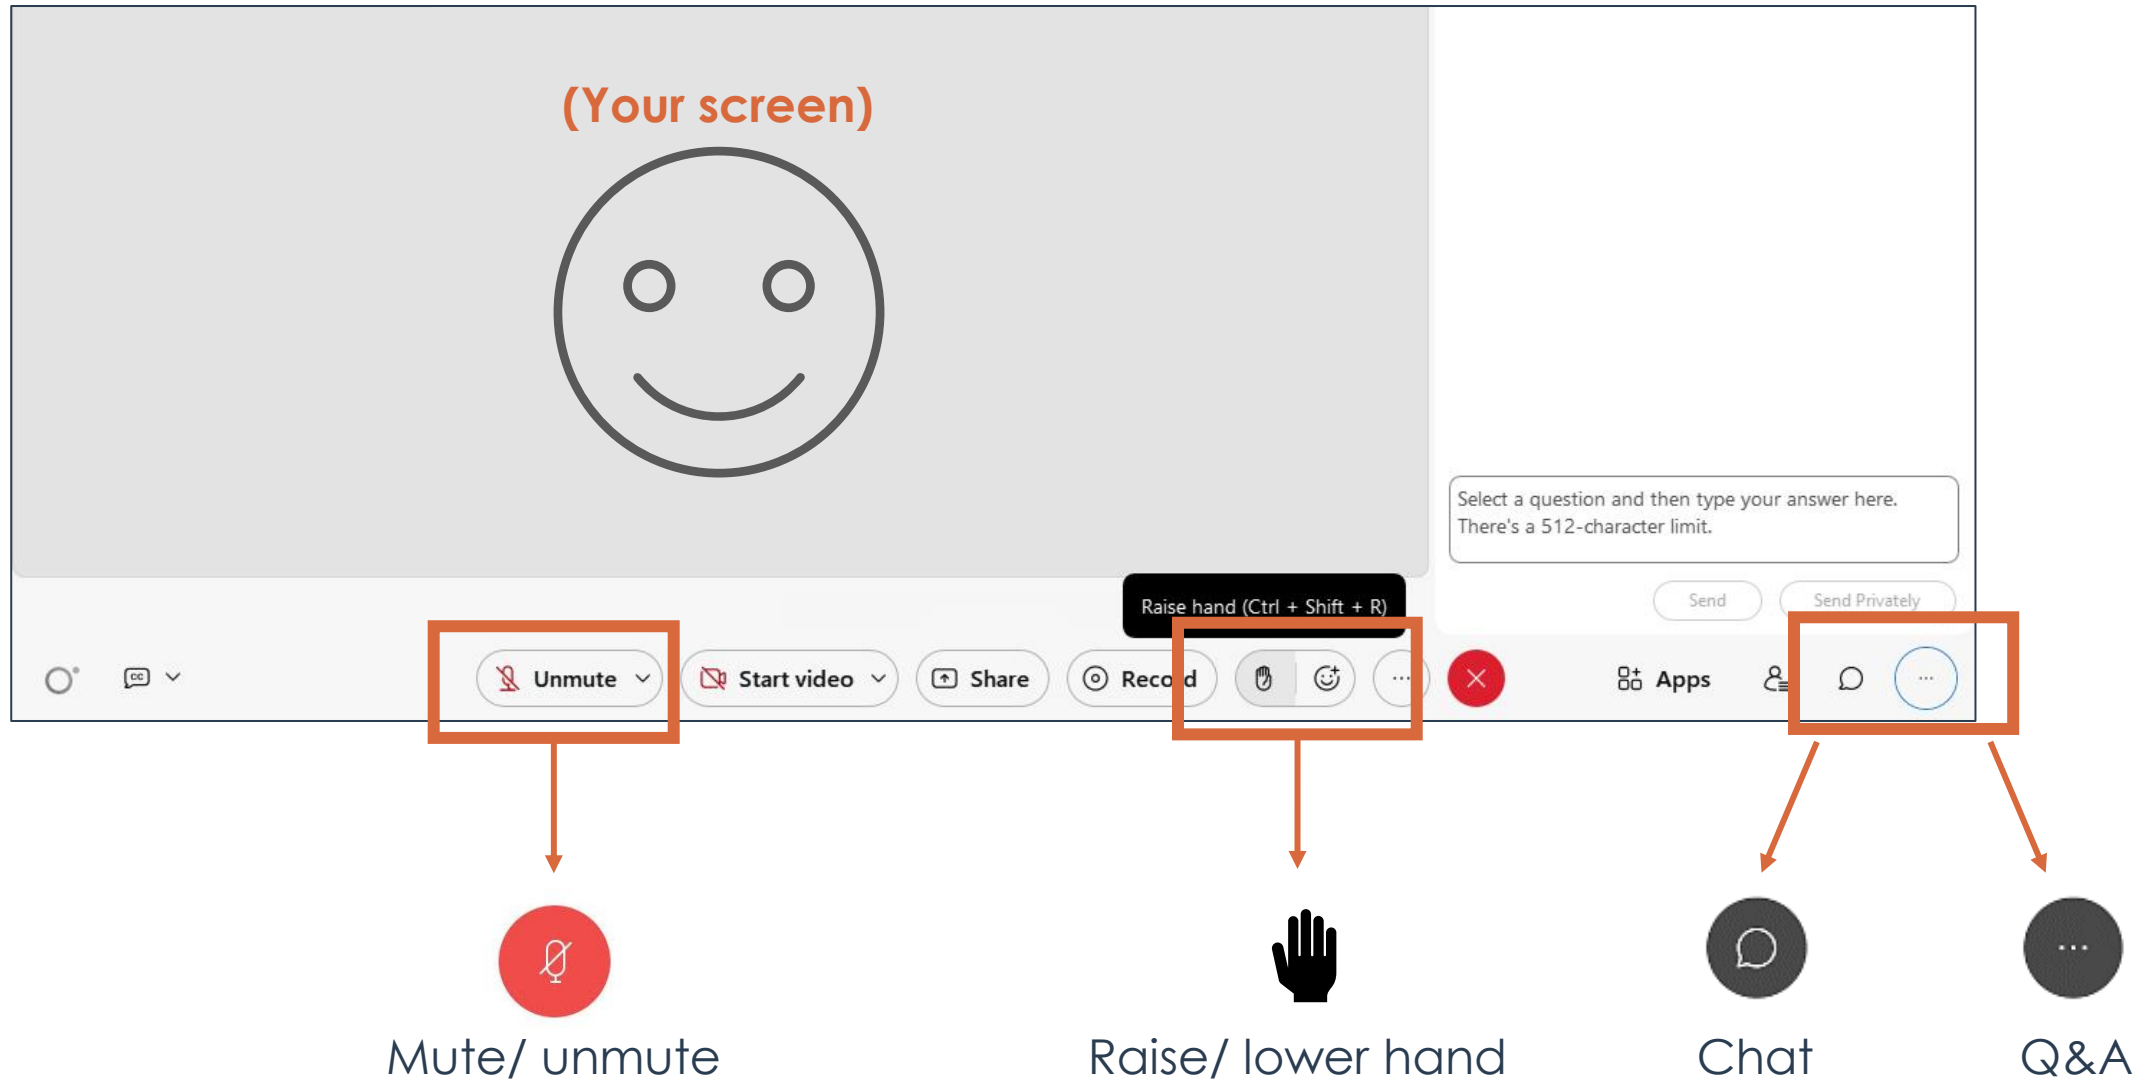 (Your screen)
Select a question and then type your answer here.
There's a 512-character limit.
Send
Send Privately
Raise hand (Ctrl + Shift + R)
CC
Unmute
Start video
Share
Record
Apps
Mute/ unmute
Raise/ lower hand
Chat
Q&A